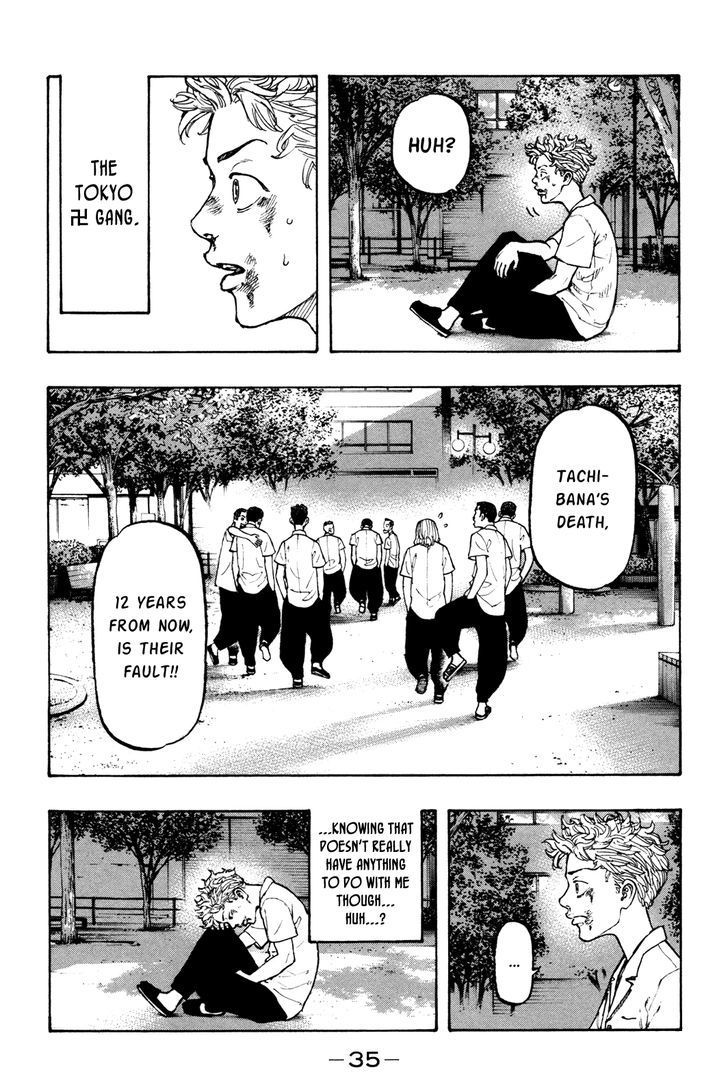 HUH?
THE
TOKYO
卍 GANG.
TACHI-
BANA'S
DEATH,
12 YEARS
FROM NOW,
IS THEIR
FAULT!!
...
...KNOWING THAT
DOESN'T REALLY
HAVE ANYTHING
TO DO WITH ME
THOUGH...
HUH...?
—35—